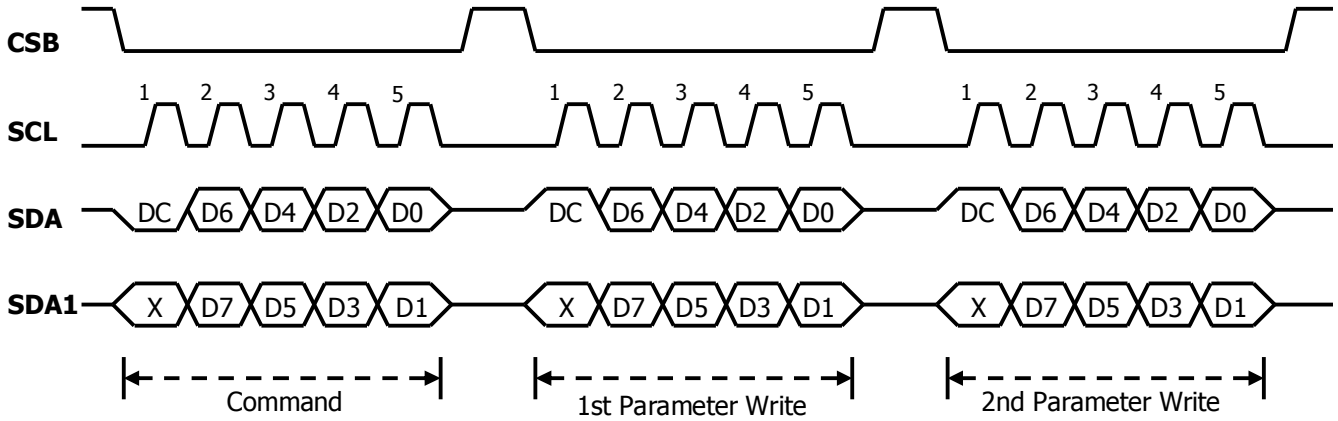 CSB
1 2 3 4 5 1 2 3 4 5 1 2 3 4 5
SCL
SDA DC D6 D4 D2 D0 DC D6 D4 D2 D0 DC D6 D4 D2 D0
SDA1 X D7 D5 D3 D1 X D7 D5 D3 D1 X D7 D5 D3 D1
Command 1st Parameter Write 2nd Parameter Write